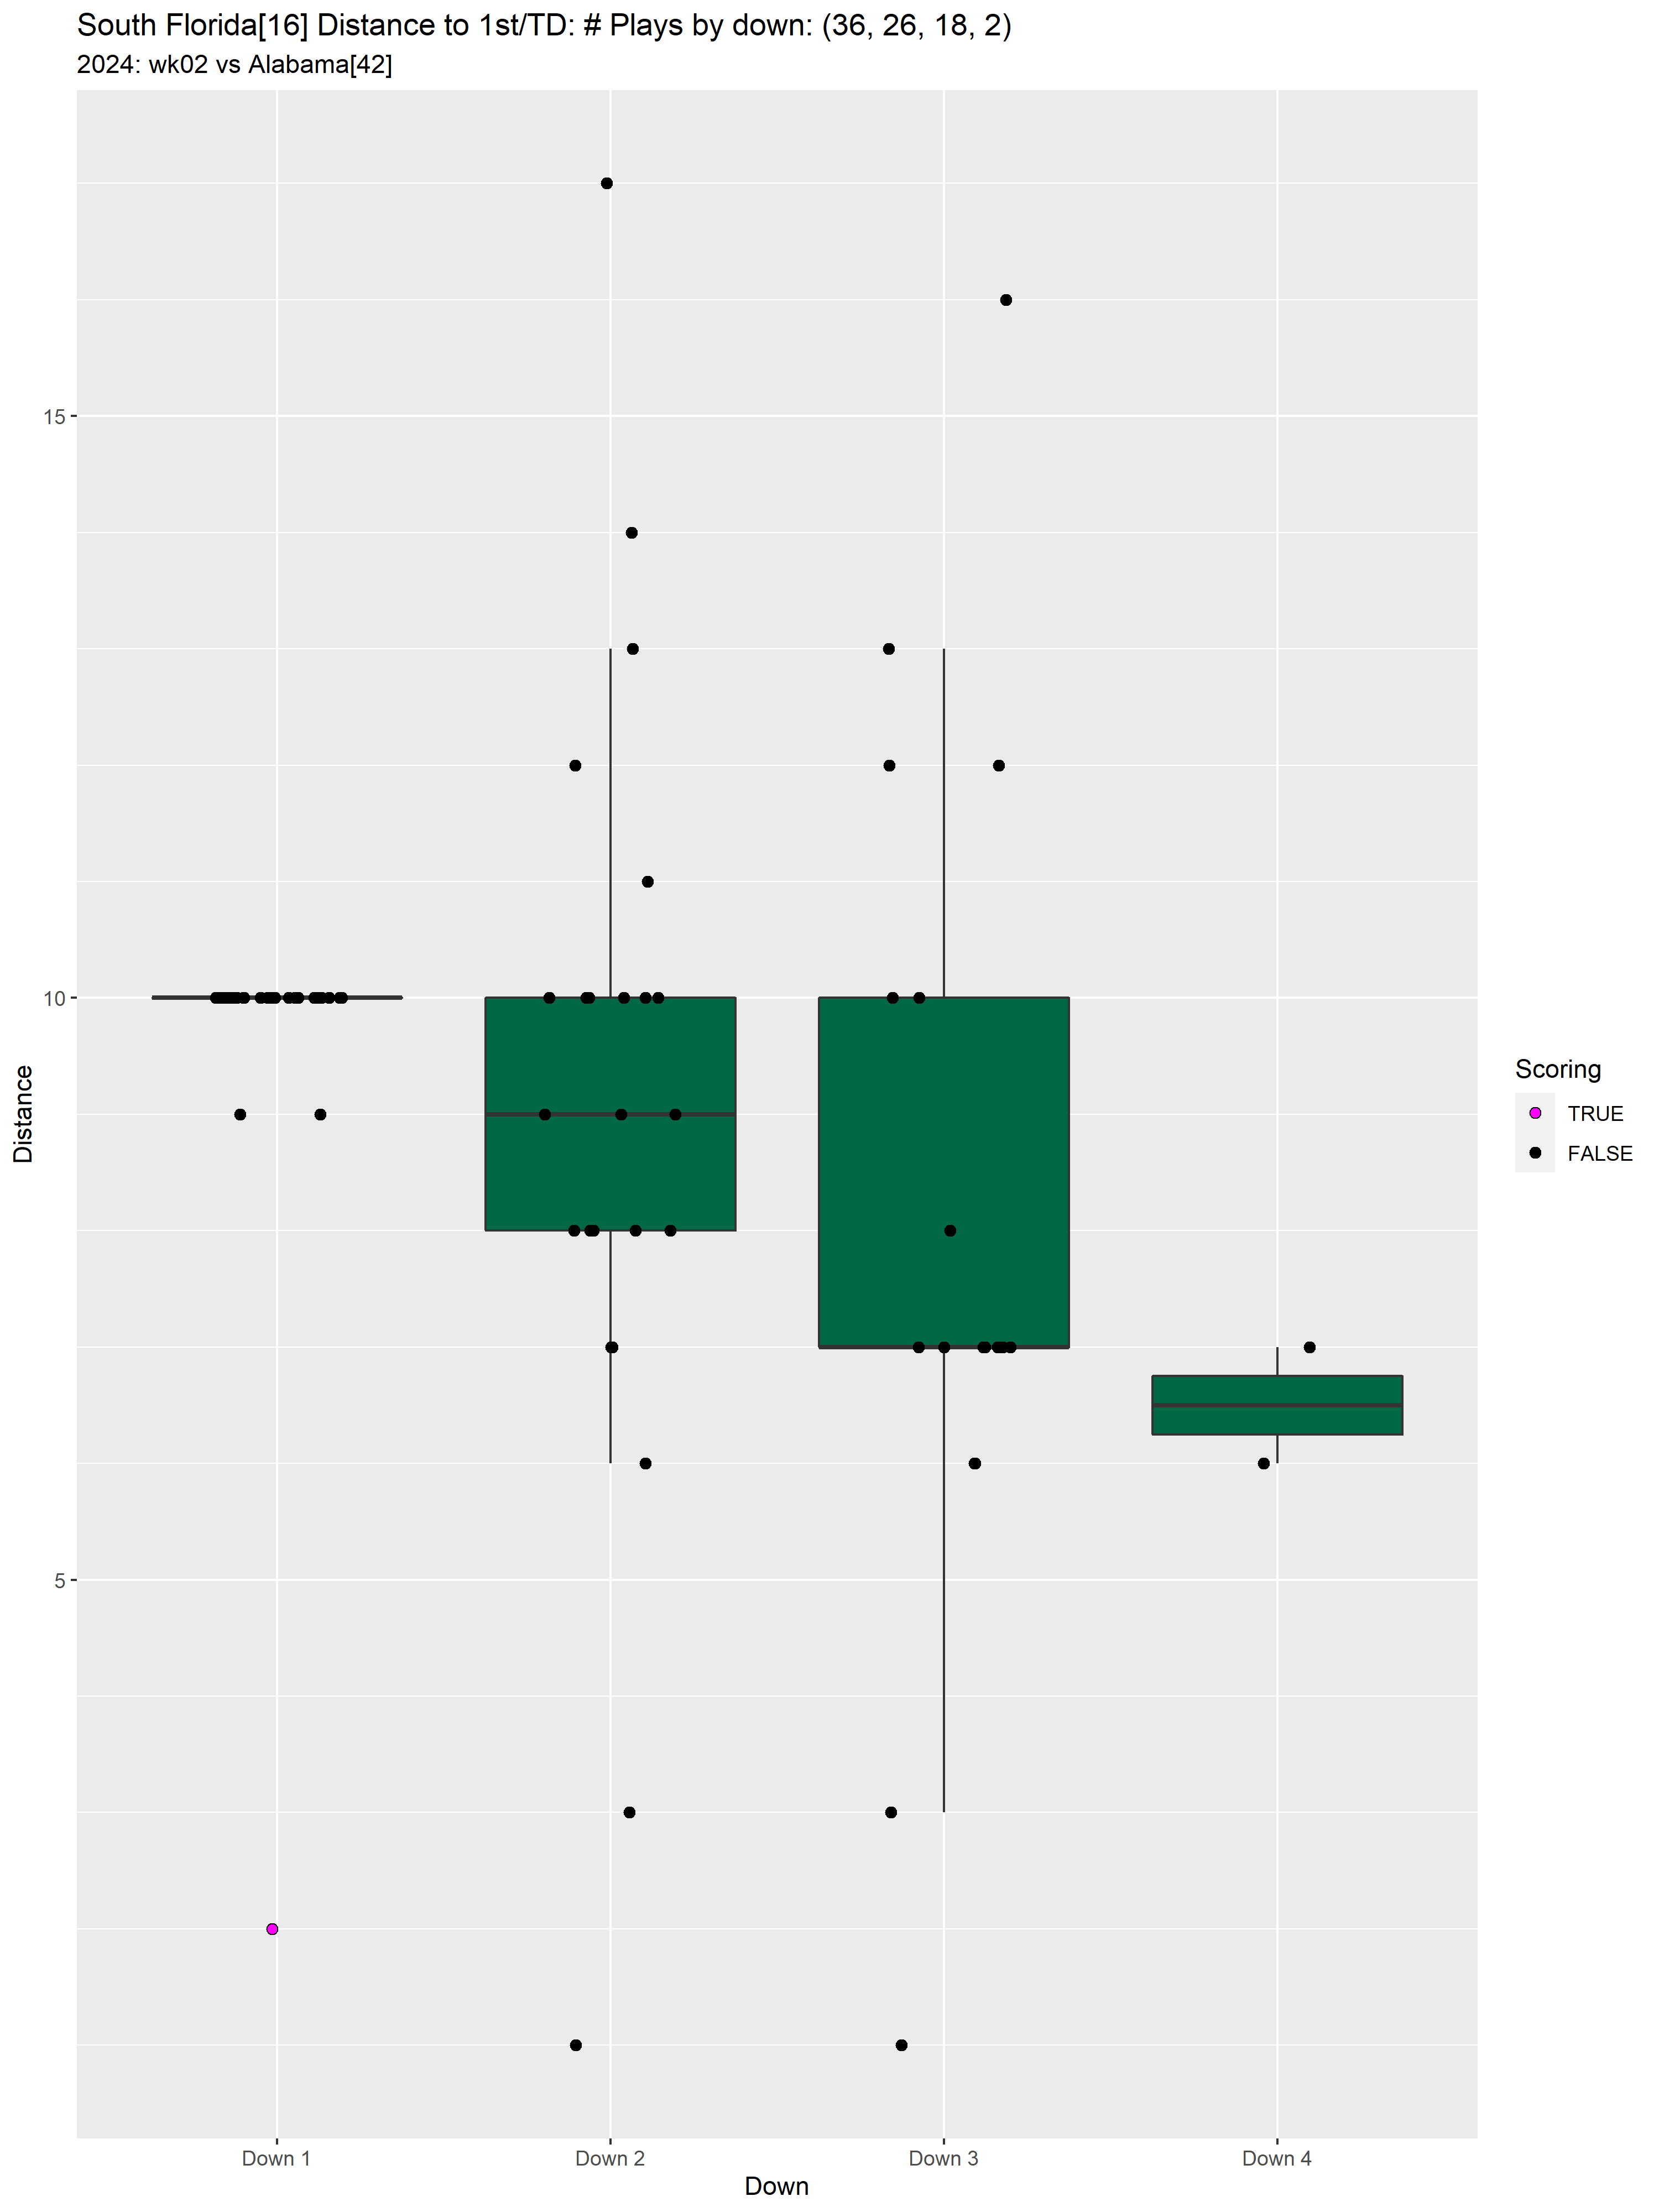 South Florida[16] Distance to 1st/TD: # Plays by down: (36, 26, 18, 2)
2024: wk02 vs Alabama[42]
15
10
5
Distance
Down 1
Down 2
Down 3
Down 4
Down
Scoring
TRUE
FALSE